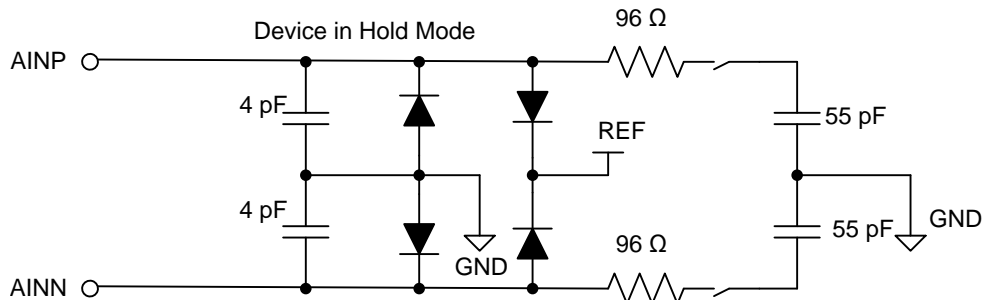 96 Ω
Device in Hold Mode
AINP
4 pF
55 pF
REF
4 pF
GND
55 pF
GND
96 Ω
AINN